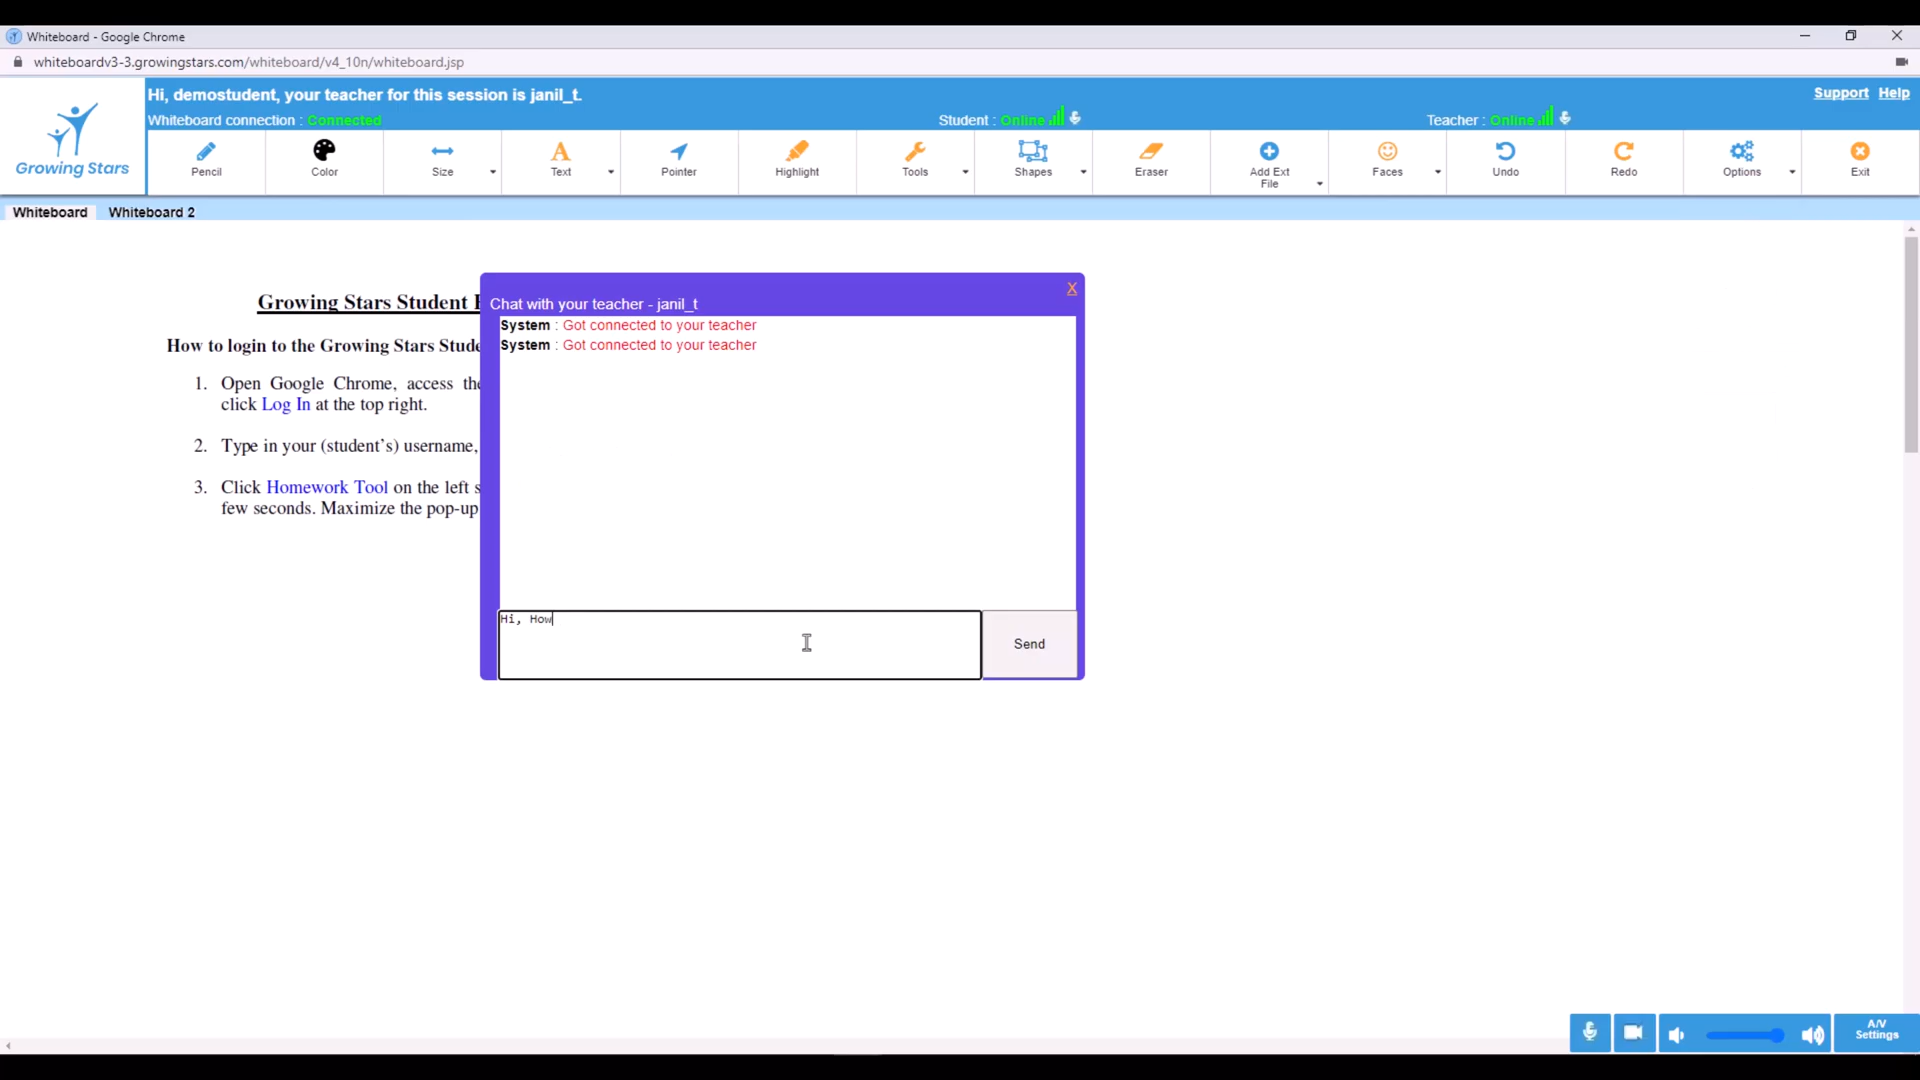 Whiteboard - Google Chrome
whiteboardv3-3.growingstars.com/whiteboard/v4_10n/whiteboard.jsp
Growing Stars
Hi, demostudent, your teacher for this session is janil_t.
Support Help
Whiteboard connection : Connected
Student : Online
Teacher : Online
Pencil Color Size Text Pointer Highlight Tools Shapes Eraser Add Ext File Faces Undo Redo Options Exit
Whiteboard Whiteboard 2
Growing Stars Student
How to login to the Growing Stars Stude
1. Open Google Chrome, access the
click Log In at the top right.
2. Type in your (student's) username,
3. Click Homework Tool on the left s
few seconds. Maximize the pop-up
X
Chat with your teacher - janil_t
System : Got connected to your teacher
System : Got connected to your teacher
Hi, How
Send
A/V
Settings